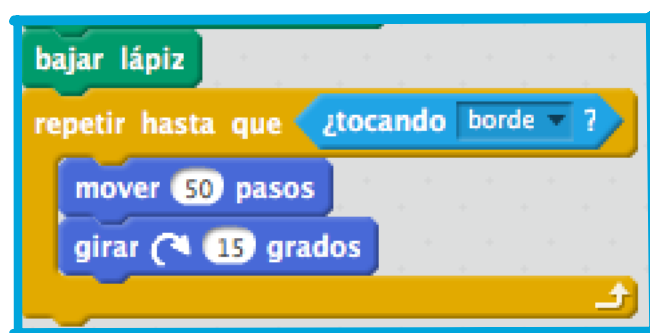 bajar lápiz
repetir hasta que ¿tocando borde ?
mover 50 pasos
girar 15 grados